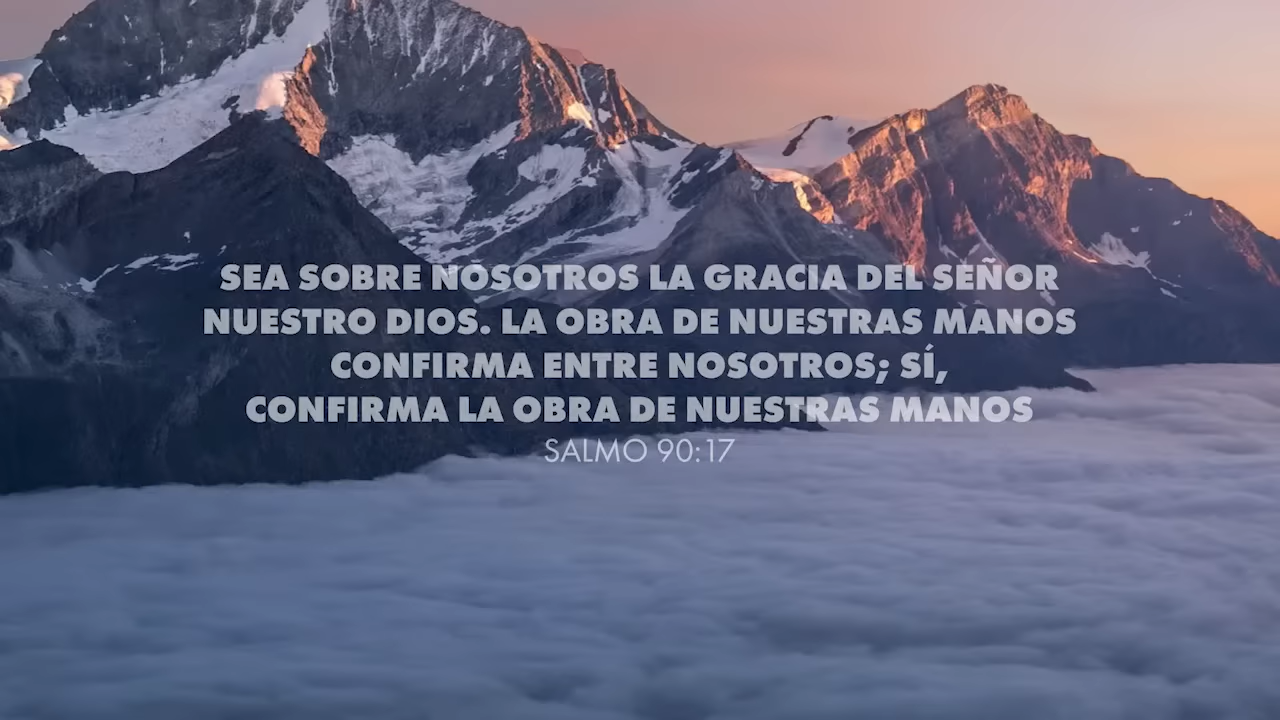 SEA SOBRE NOSOTROS LA GRACIA DEL SEÑOR
NUESTRO DIOS. LA OBRA DE NUESTRAS MANOS
CONFIRMA ENTRE NOSOTROS; SÍ,
CONFIRMA LA OBRA DE NUESTRAS MANOS
SALMO 90:17